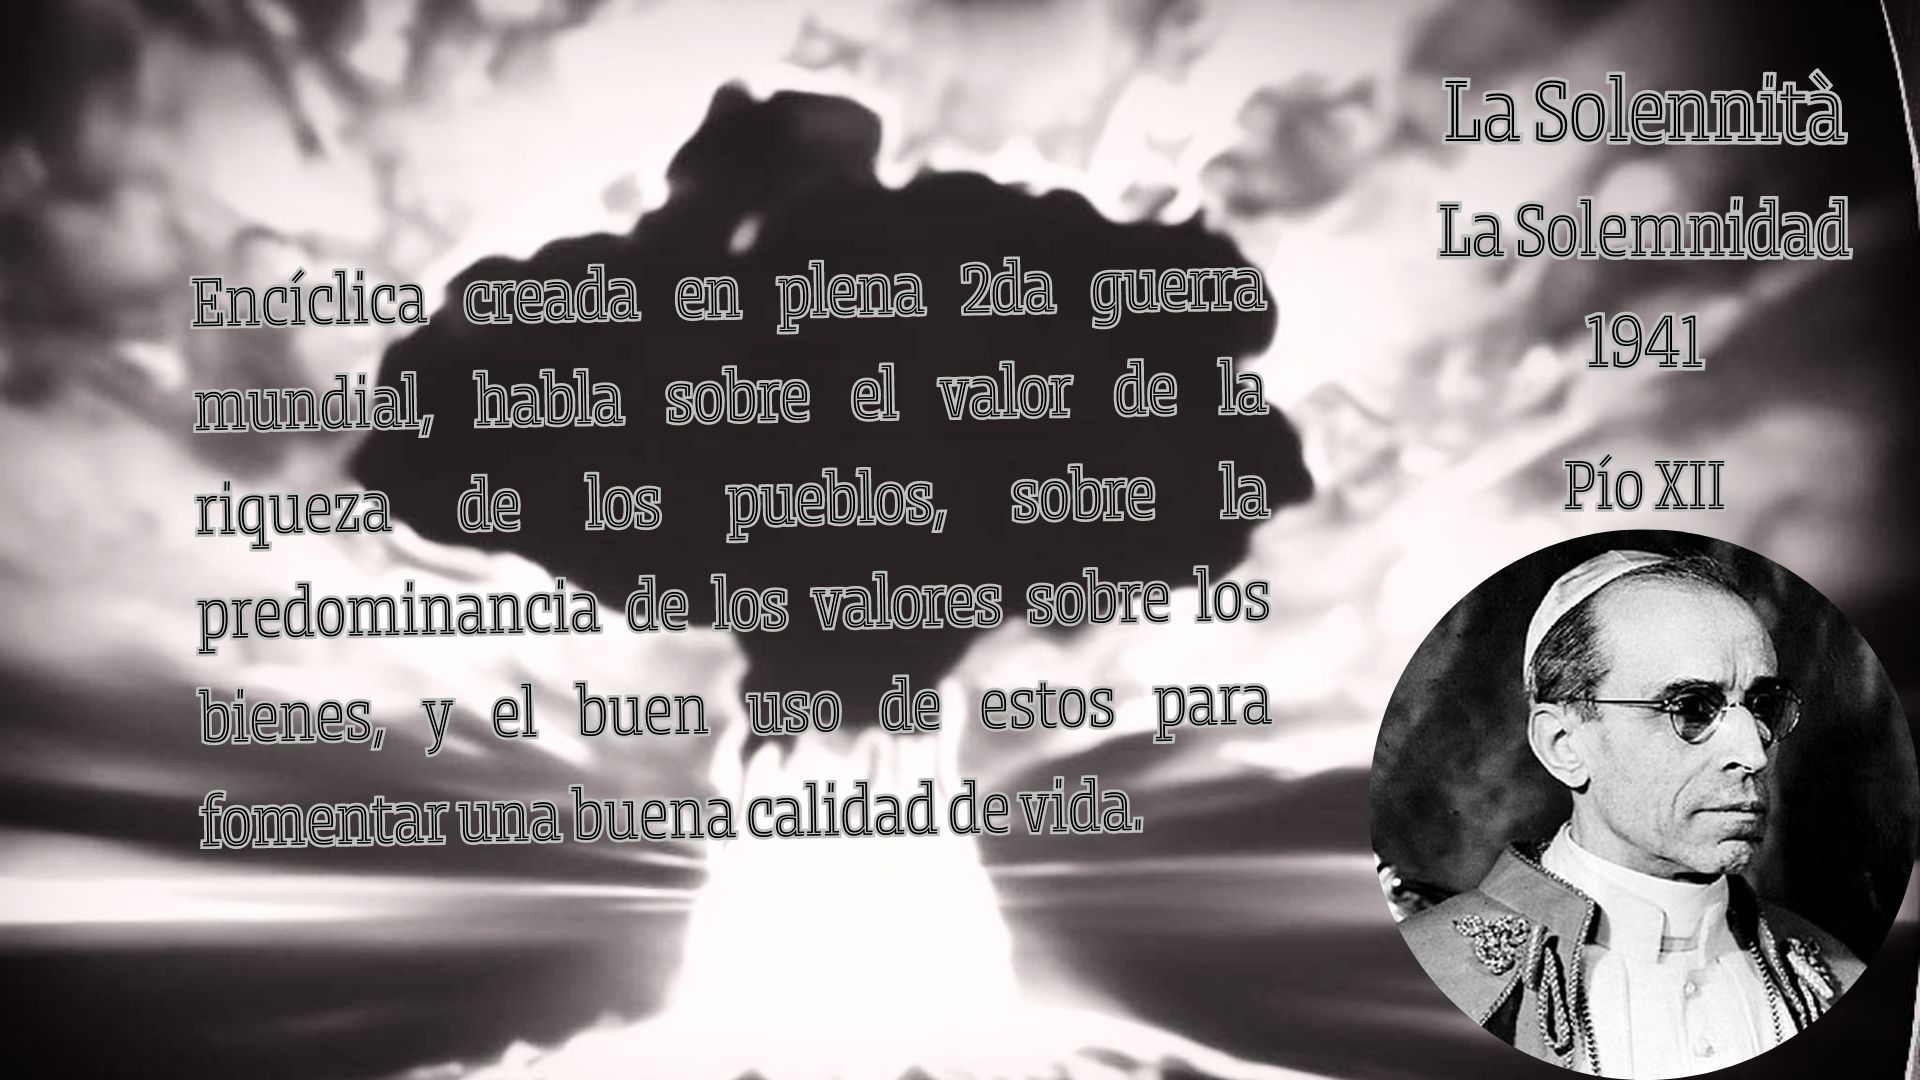 La Solennità
La Solemnidad
1941
Pío XII
Encíclica creada en plena 2da guerra
mundial, habla sobre el valor de la
riqueza de los pueblos, sobre la
predominancia de los valores sobre los
bienes, y el buen uso de estos para
fomentar una buena calidad de vida.